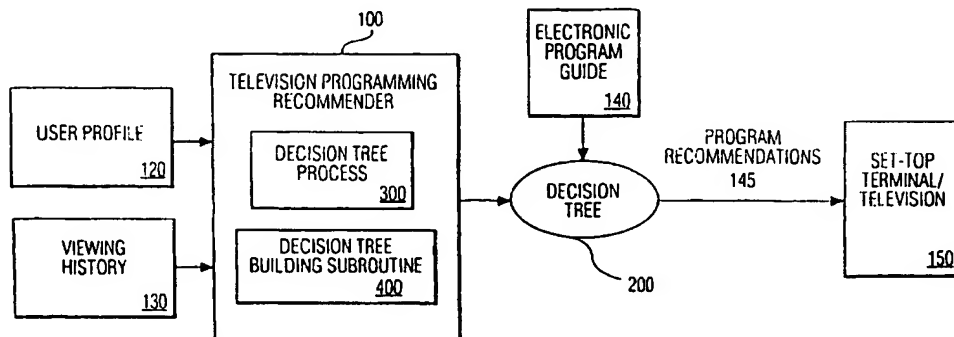 100
TELEVISION PROGRAMMING
RECOMMENDER
USER PROFILE
120
VIEWING
HISTORY
130
DECISION TREE
PROCESS
300
DECISION TREE
BUILDING SUBROUTINE
400
ELECTRONIC
PROGRAM
GUIDE
140
DECISION
TREE
200
PROGRAM
RECOMMENDATIONS
145
SET-TOP
TERMINAL/
TELEVISION
150